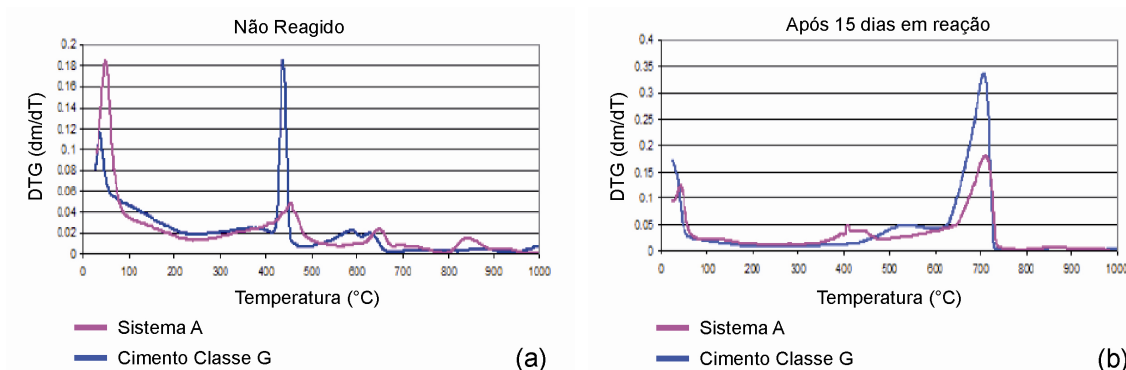 Não Reagido
DTG (dm/dT)
0.2
0.18
0.16
0.14
0.12
0.1
0.08
0.06
0.04
0.02
0
0 100 200 300 400 500 600 700 800 900 1000
Temperatura (°C)
Sistema A
Cimento Classe G
(a)
Após 15 dias em reação
DTG (dm/dT)
0.4
0.35
0.3
0.25
0.2
0.15
0.1
0.05
0
0 100 200 300 400 500 600 700 800 900 1000
Temperatura (°C)
Sistema A
Cimento Classe G
(b)